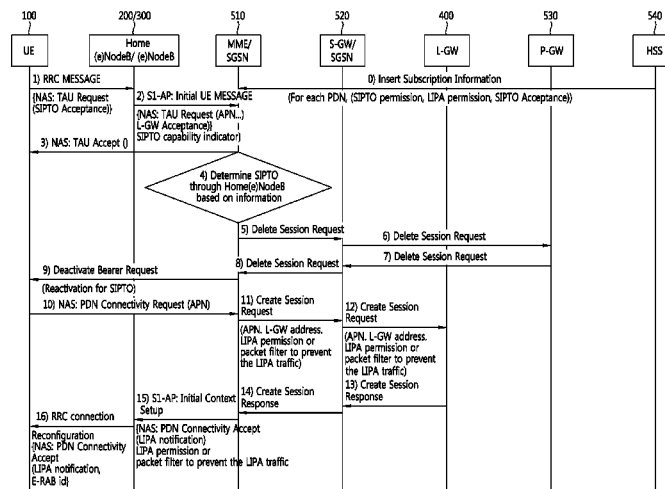 100
200/300
510
520
530
540
UE
Home
(e)NodeB/ (e)NodeB
MME/
SGSN
S-GW/
SGSN
L-GW
P-GW
HSS
1) RRC MESSAGE
0) Insert Subscription Information
{NAS: TAU Request
(SIPTO Acceptance)}
2) S1-AP: Initial UE MESSAGE
(For each PDN, (SIPTO permission, LIPA permission, SIPTO Acceptance)}
{NAS: TAU Request (APN...)
L-GW Acceptance)}
SIPTO capability indicator)
3) NAS: TAU Accept ()
4) Determine SIPTO
through Home(e)NodeB
based on information
5) Delete Session Request
6) Delete Session Request
7) Delete Session Request
8) Delete Session Request
9) Deactivate Bearer Request
(Reactivation for SIPTO)
10) NAS: PDN Connectivity Request (APN)
11) Create Session
Request
12) Create Session
Request
(APN. L-GW address.
LIPA permission or
packet filter to prevent
the LIPA traffic)
(APN. L-GW address.
LIPA permission or
packet filter to prevent
the LIPA traffic)
13) Create Session
Response
14) Create Session
Response
15) S1-AP: Initial Context
Setup
16) RRC connection
Reconfiguration
{NAS: PDN Connectivity
Accept
(LIPA notification,
E-RAB id}
{NAS: PDN Connectivity Accept
(LIPA notification)
LIPA permission or
packet filter to prevent the LIPA traffic